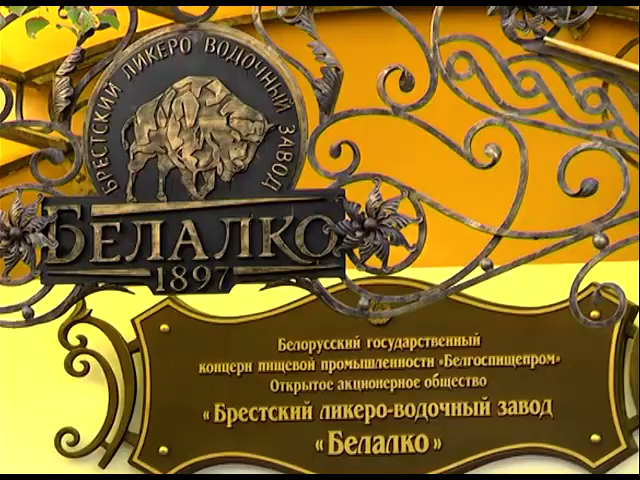 БРЕСТСКИЙ ЛИКЕРО ВОДОЧНЫЙ ЗАВОД
БЕЛАЛКО
1897
Белорусский государственный
концерн пищевой промышленности «Белгоспищепром»
Открытое акционерное общество
«Брестский ликеро-водочный завод
«Белалко»